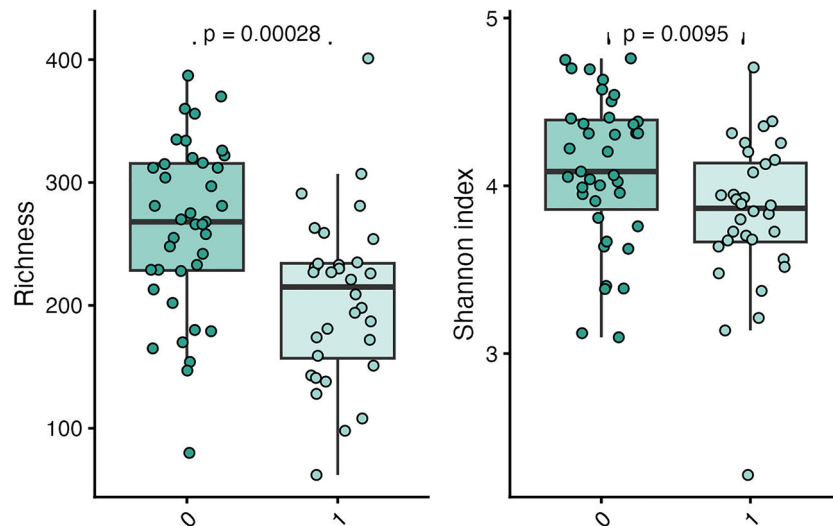 p = 0.00028
400
300
200
100
Richness
0
1
p = 0.0095
5
4
3
Shannon index
0
1